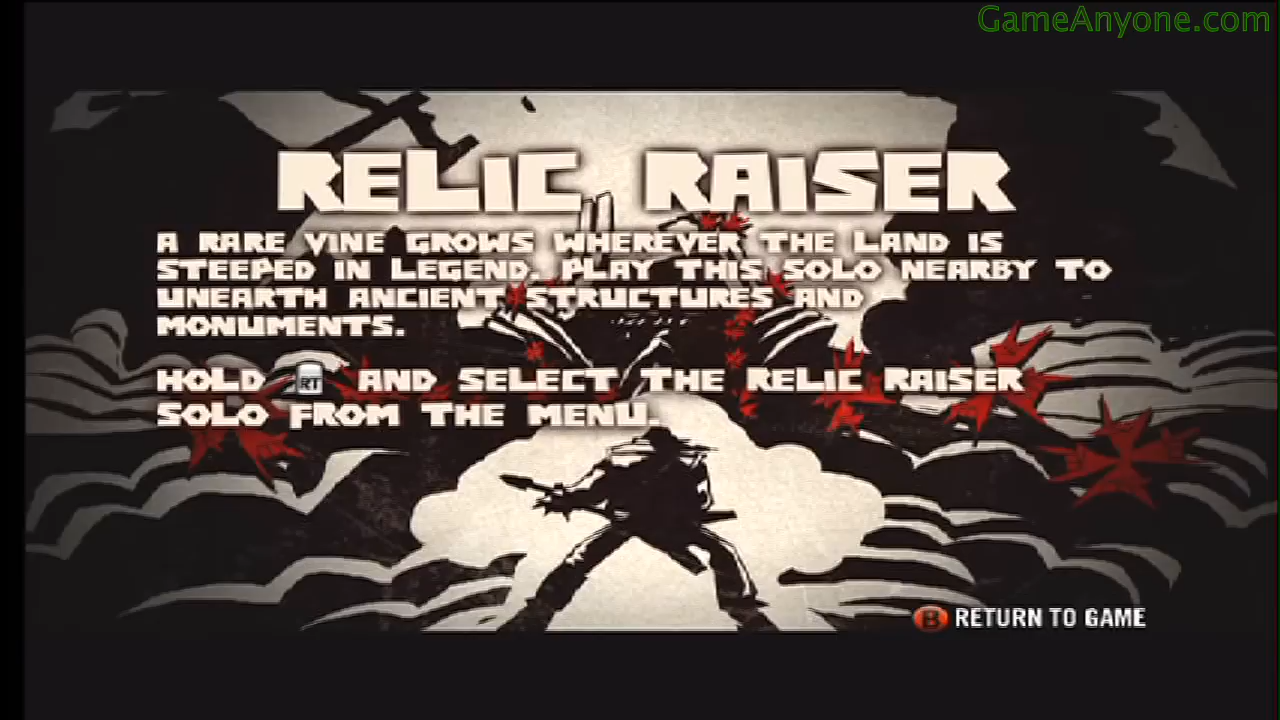 GameAnyone.com
RELIC RAISER
A RARE VINE GROWS WHEREVER THE LAND IS
STEEPED IN LEGEND. PLAY THIS SOLO NEARBY TO
UNEARTH ANCIENT STRUCTURES AND
MONUMENTS.
HOLD RT AND SELECT THE RELIC RAISER
SOLO FROM THE MENU.
B RETURN TO GAME